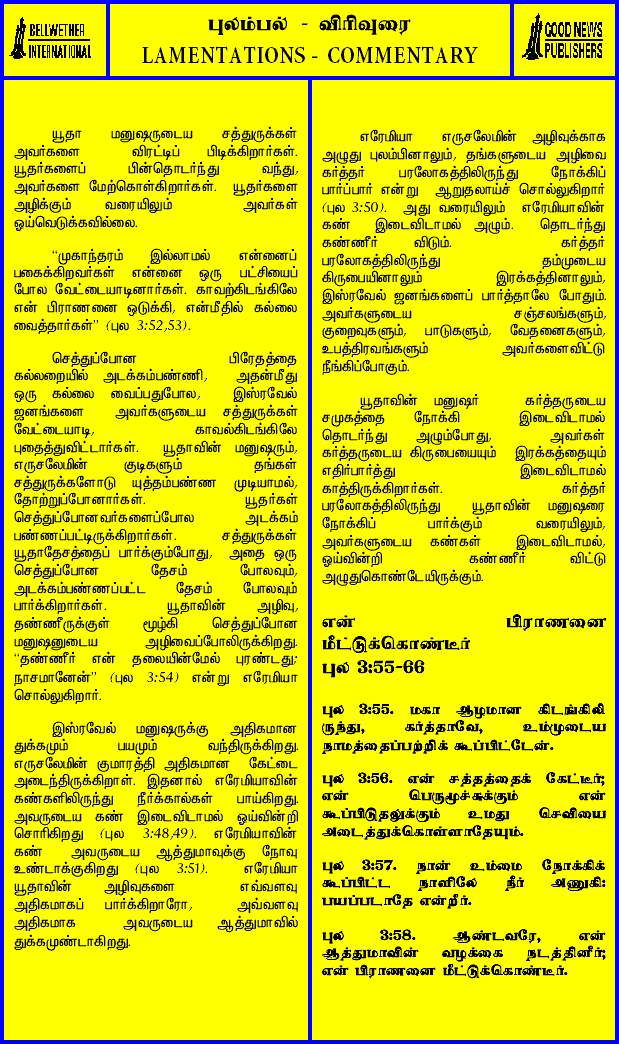 BELLWETHER
INTERNATIONAL
புலம்பல் - விரிவுரை
LAMENTATIONS - COMMENTARY
GOOD NEWS
PUBLISHERS
யூதா மனுஷருடைய சத்துருக்கள்
அவர்களை விரட்டிப் பிடிக்கிறார்கள்.
யூதர்களைப் பின்தொடர்ந்து வந்து,
அவர்களை மேற்கொள்கிறார்கள். யூதர்களை
அழிக்கும் வரையிலும் அவர்கள்
ஓய்வெடுக்கவில்லை.
“முகாந்தரம் இல்லாமல் என்னைப்
பகைக்கிறவர்கள் என்னை ஒரு பட்சியைப்
போல வேட்டையாடினார்கள். காவற்கிடங்கிலே
என் பிராணனை ஒடுக்கி, என்மீதில் கல்லை
வைத்தார்கள்” (புல 3:52,53).
செத்துப்போன பிரேதத்தை
கல்லறையில் அடக்கம்பண்ணி, அதன்மீது
ஒரு கல்லை வைப்பதுபோல, இஸ்ரவேல்
ஜனங்களை அவர்களுடைய சத்துருக்கள்
வேட்டையாடி, காவல்கிடங்கிலே
புதைத்துவிட்டார்கள். யூதாவின் மனுஷரும்,
எருசலேமின் குடிகளும் தங்கள்
சத்துருக்களோடு யுத்தம்பண்ண முடியாமல்,
தோற்றுப்போனார்கள். யூதர்கள்
செத்துப்போனவர்களைப்போல அடக்கம்
பண்ணப்பட்டிருக்கிறார்கள். சத்துருக்கள்
யூதாதேசத்தைப் பார்க்கும்போது, அதை ஒரு
செத்துப்போன தேசம் போலவும்,
அடக்கம்பண்ணப்பட்ட தேசம் போலவும்
பார்க்கிறார்கள். யூதாவின் அழிவு,
தண்ணீருக்குள் மூழ்கி செத்துப்போன
மனுஷனுடைய அழிவைப்போலிருக்கிறது.
“தண்ணீர் என் தலையின்மேல் புரண்டது;
நாசமானேன்” (புல 3:54) என்று எரேமியா
சொல்லுகிறார்.
இஸ்ரவேல் மனுஷருக்கு அதிகமான
துக்கமும் பயமும் வந்திருக்கிறது.
எருசலேமின் குமாரத்தி அதிகமான கேட்டை
அடைந்திருக்கிறாள். இதனால் எரேமியாவின்
கண்களிலிருந்து நீர்க்கால்கள் பாய்கிறது.
அவருடைய கண் இடைவிடாமல் ஓய்வின்றி
சொரிகிறது (புல 3:48,49). எரேமியாவின்
கண் அவருடைய ஆத்துமாவுக்கு நோவு
உண்டாக்குகிறது (புல 3:51). எரேமியா
யூதாவின் அழிவுகளை எவ்வளவு
அதிகமாகப் பார்க்கிறாரோ, அவ்வளவு
அதிகமாக அவருடைய ஆத்துமாவில்
துக்கமுண்டாகிறது.
எரேமியா எருசலேமின் அழிவுக்காக
அழுது புலம்பினாலும், தங்களுடைய அழிவை
கர்த்தர் பரலோகத்திலிருந்து நோக்கிப்
பார்ப்பார் என்று ஆறுதலாய்ச் சொல்லுகிறார்
(புல 3:50). அது வரையிலும் எரேமியாவின்
கண் இடைவிடாமல் அழும். தொடர்ந்து
கண்ணீர் விடும். கர்த்தர்
பரலோகத்திலிருந்து தம்முடைய
கிருபையினாலும் இரக்கத்தினாலும்,
இஸ்ரவேல் ஜனங்களைப் பார்த்தாலே போதும்.
அவர்களுடைய சஞ்சலங்களும்,
குறைவுகளும், பாடுகளும், வேதனைகளும்,
உபத்திரவங்களும் அவர்களைவிட்டு
நீங்கிப்போகும்.
யூதாவின் மனுஷர் கர்த்தருடைய
சமுகத்தை நோக்கி இடைவிடாமல்
தொடர்ந்து அழும்போது, அவர்கள்
கர்த்தருடைய கிருபையையும் இரக்கத்தையும்
எதிர்பார்த்து இடைவிடாமல்
காத்திருக்கிறார்கள். கர்த்தர்
பரலோகத்திலிருந்து யூதாவின் மனுஷரை
நோக்கிப் பார்க்கும் வரையிலும்,
அவர்களுடைய கண்கள் இடைவிடாமல்,
ஓய்வின்றி கண்ணீர் விட்டு
அழுதுகொண்டேயிருக்கும்.
என் பிராணனை
மீட்டுக்கொண்டீர்
புல 3:55-66
புல 3:55. மகா ஆழமான கிடங்கிலி
ருந்து, கர்த்தாவே, உம்முடைய
நாமத்தைப்பற்றிக் கூப்பிட்டேன்.
புல 3:56. என் சத்தத்தைக் கேட்டீர்;
என் பெருமூச்சுக்கும் என்
கூப்பிடுதலுக்கும் உமது செவியை
அடைத்துக்கொள்ளாதேயும்.
புல 3:57. நான் உம்மை நோக்கிக்
கூப்பிட்ட நாளிலே நீர் அணுகி:
பயப்படாதே என்றீர்.
புல 3:58. ஆண்டவரே, என்
ஆத்துமாவின் வழக்கை நடத்தினீர்;
என் பிராணனை மீட்டுக்கொண்டீர்.